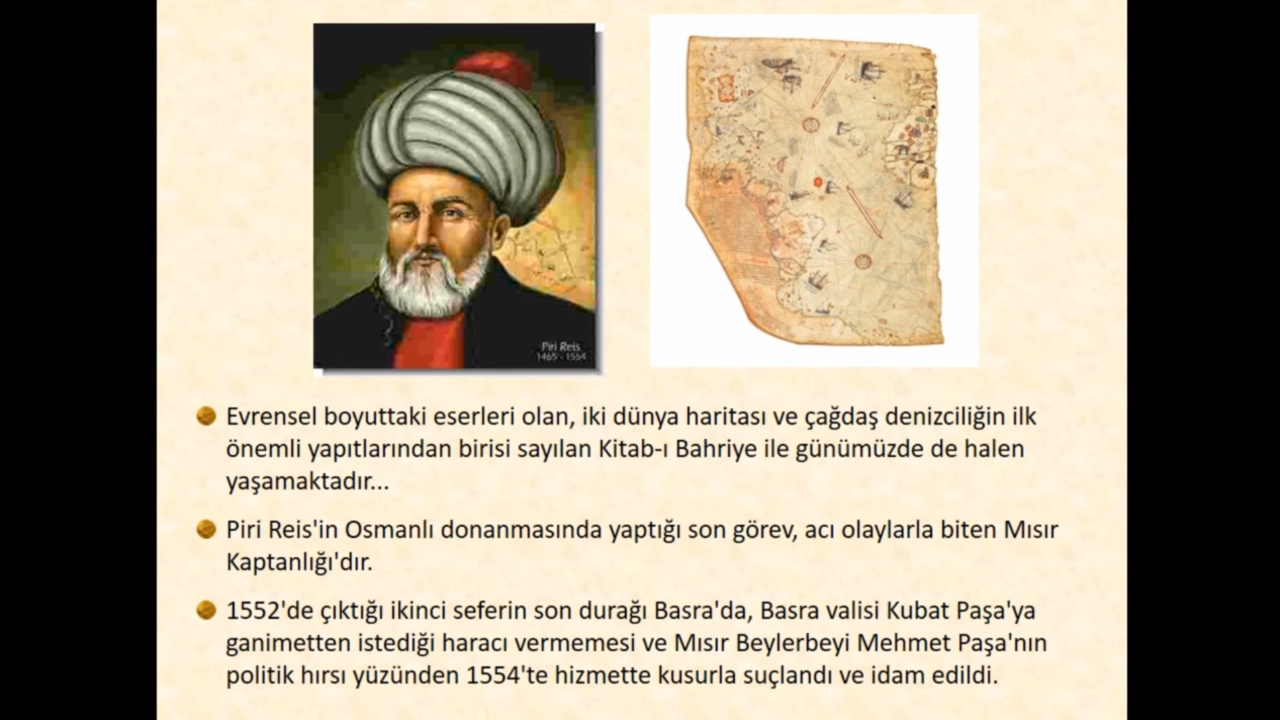 Piri Reis
1465 - 1554
Evrensel boyuttaki eserleri olan, iki dünya haritası ve çağdaş denizciliğin ilk
önemli yapıtlarından birisi sayılan Kitab-ı Bahriye ile günümüzde de halen
yaşamaktadır...
Piri Reis'in Osmanlı donanmasında yaptığı son görev, acı olaylarla biten Mısır
Kaptanlığı'dır.
1552'de çıktığı ikinci seferin son durağı Basra'da, Basra valisi Kubat Paşa'ya
ganimetten istediği haracı vermemesi ve Mısır Beylerbeyi Mehmet Paşa'nın
politik hırsı yüzünden 1554'te hizmette kusurla suçlandı ve idam edildi.